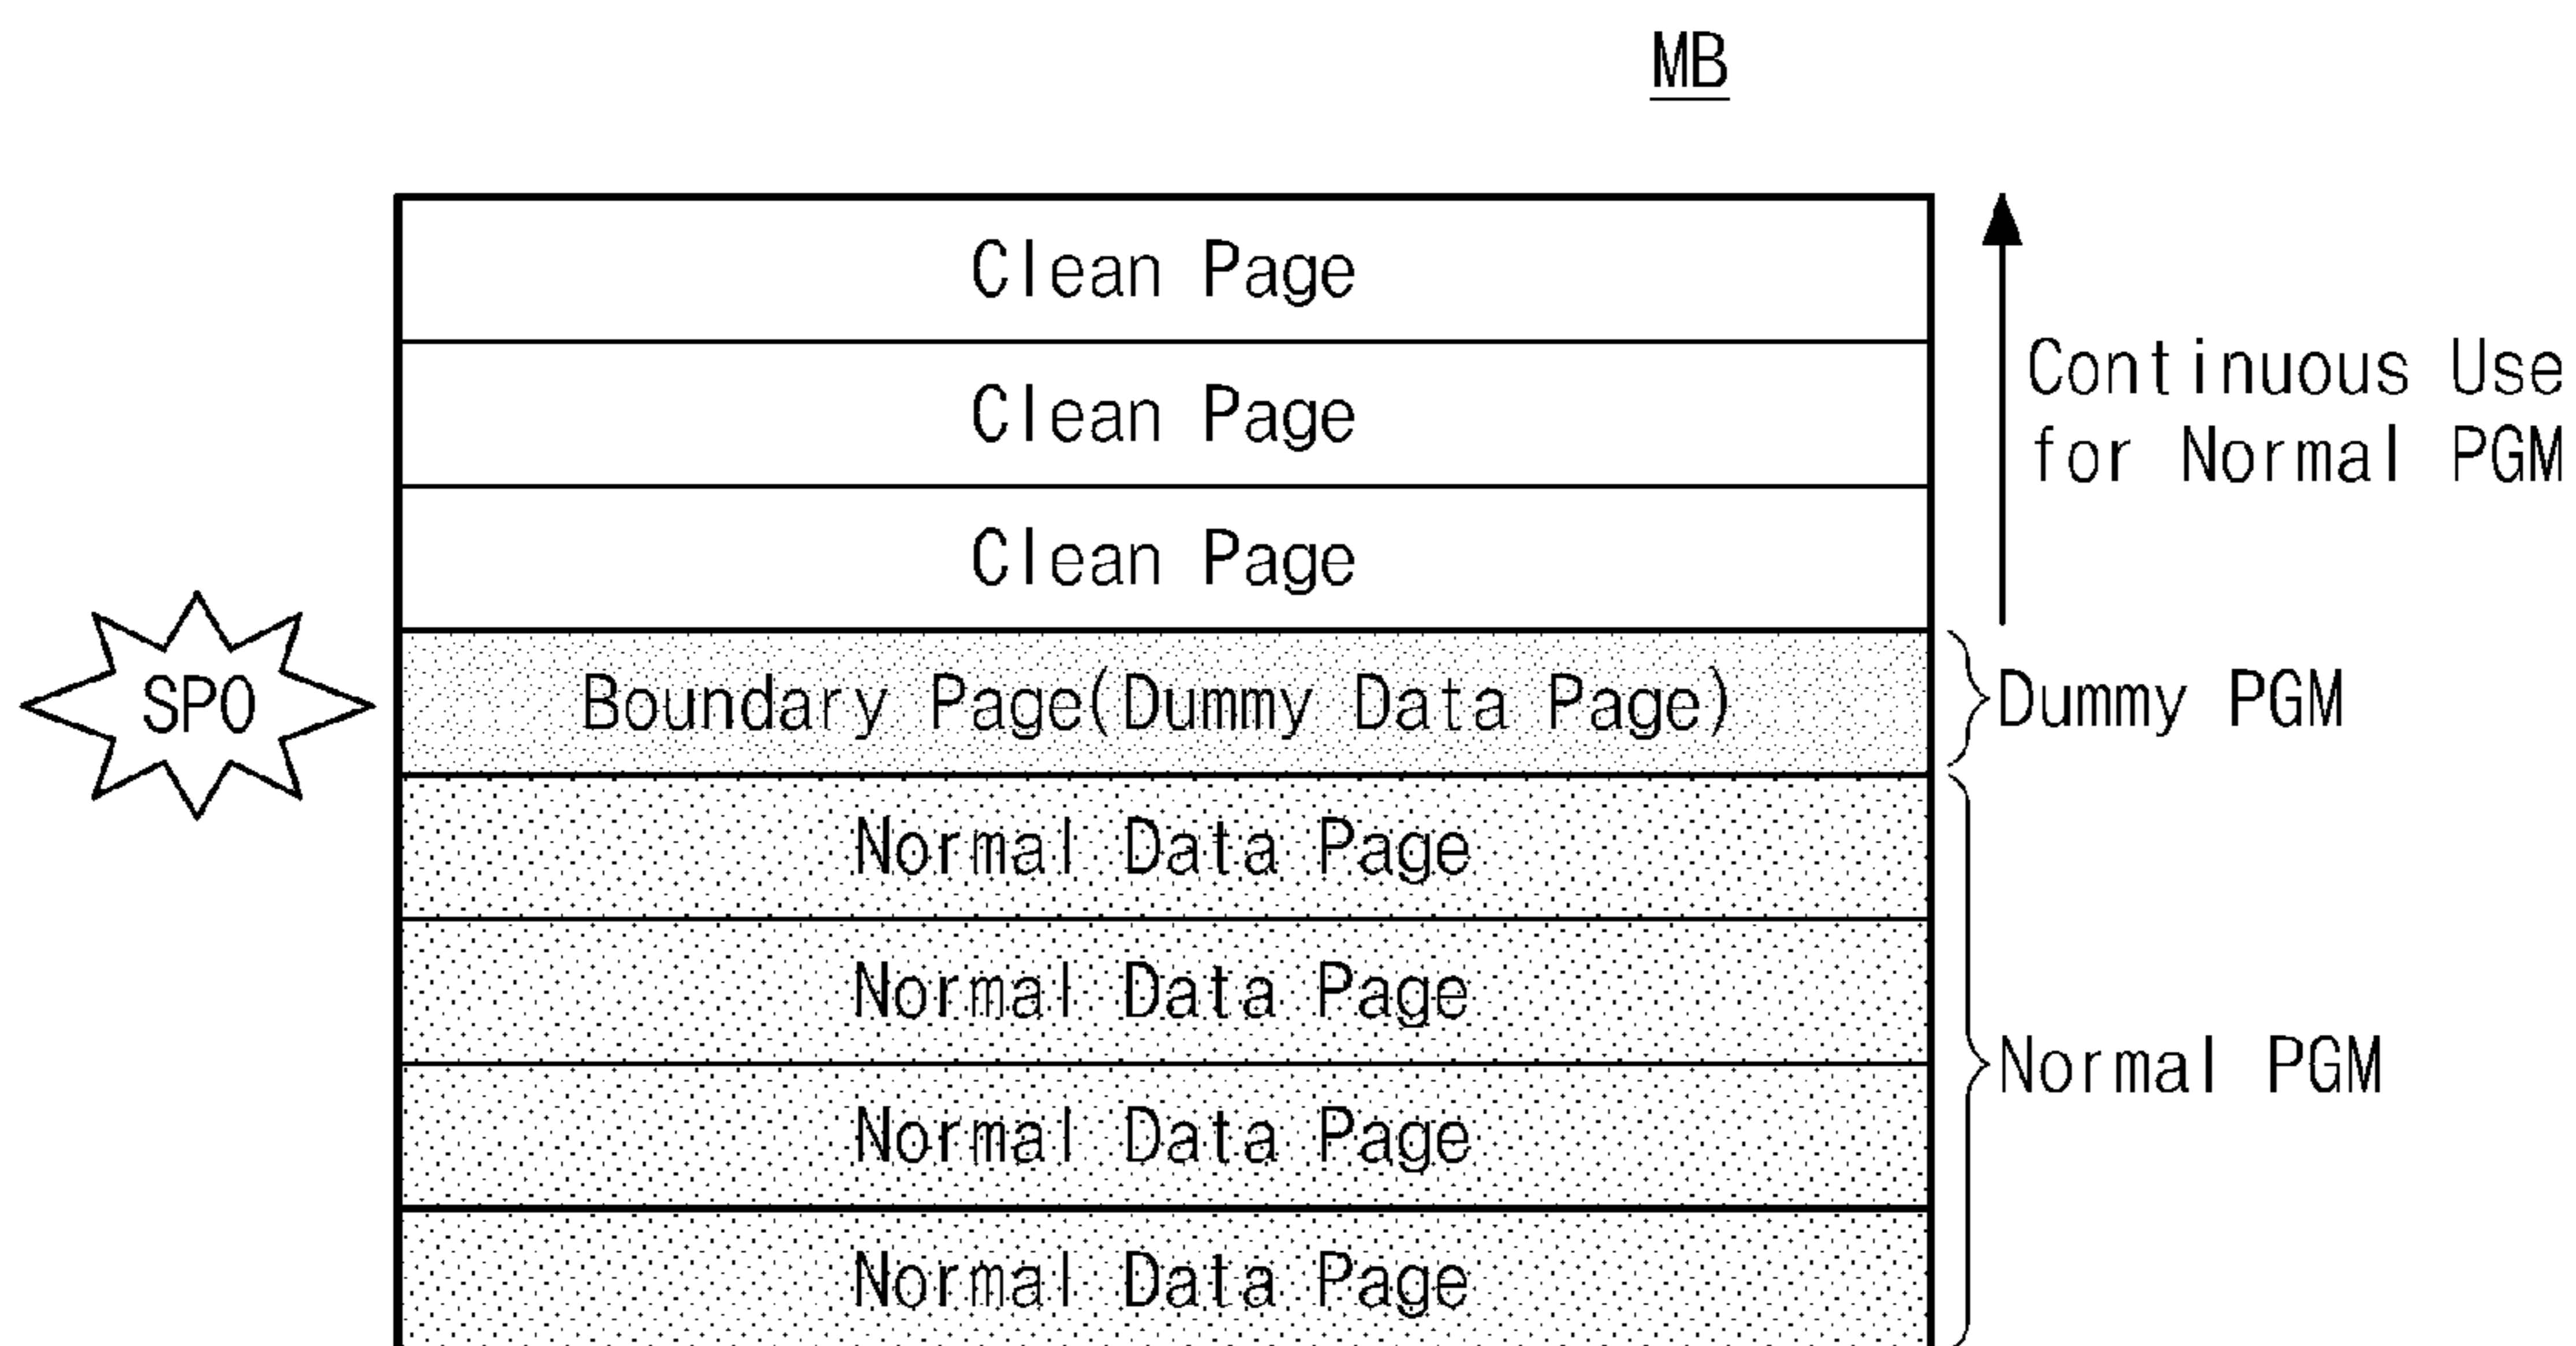 MB
Clean Page
Clean Page
Clean Page
Continuous Use
for Normal PGM
SPO
Boundary Page(Dummy Data Page)
Dummy PGM
Normal Data Page
Normal Data Page
Normal Data Page
Normal Data Page
Normal PGM